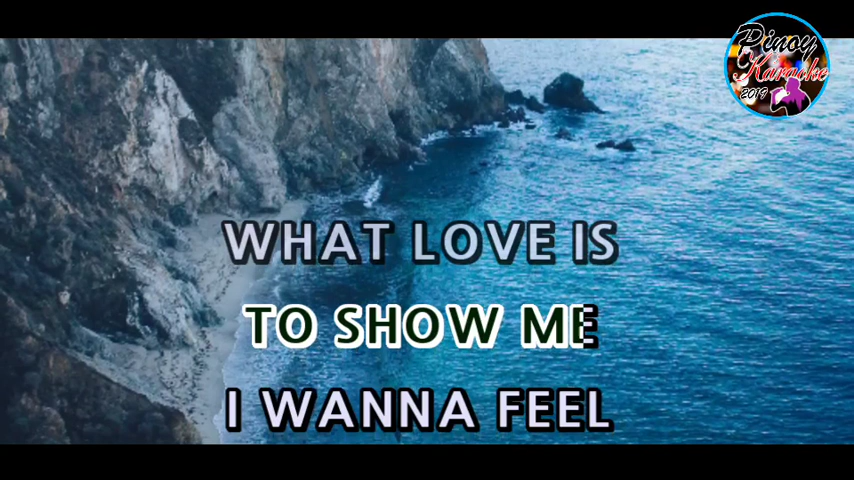 Pinoy
Karaoke
2019
WHAT LOVE IS
TO SHOW ME
I WANNA FEEL